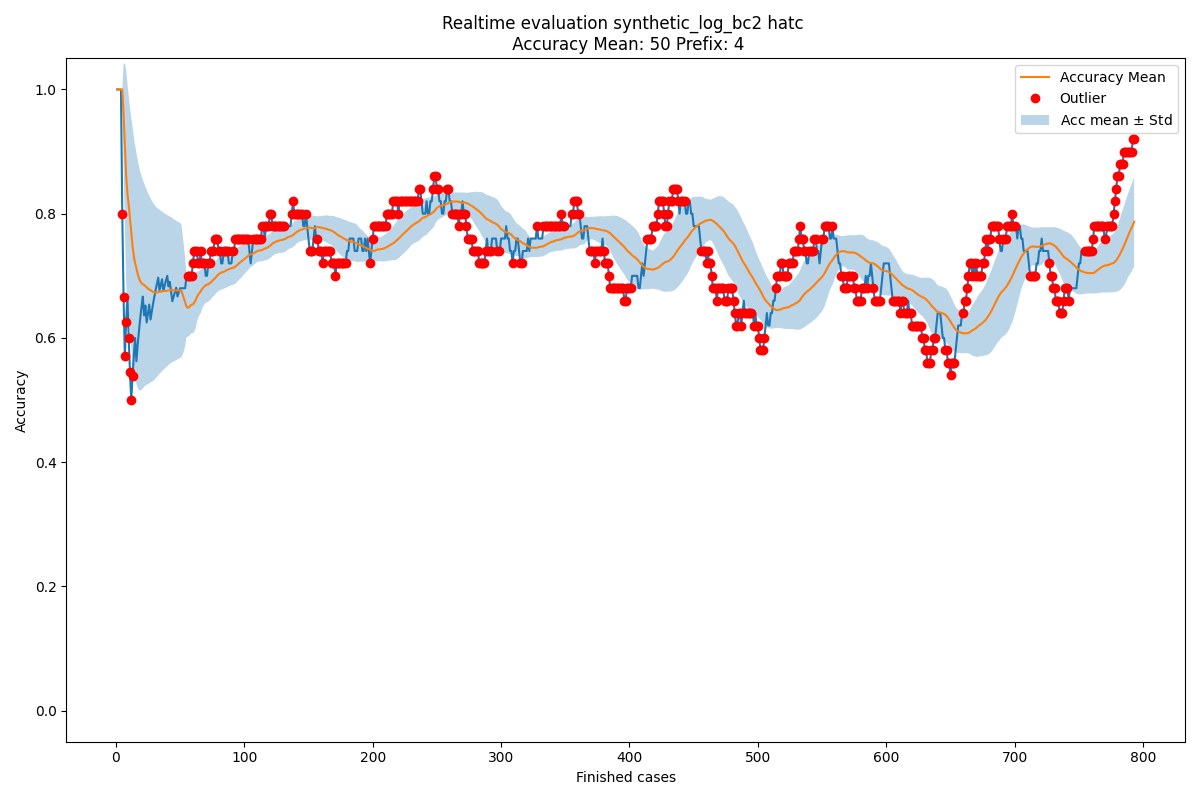 Realtime evaluation synthetic_log_bc2 hatc
Accuracy Mean: 50 Prefix: 4
Accuracy Mean
Outlier
Acc mean ± Std
1.0
0.8
0.6
0.4
0.2
0.0
Accuracy
0 100 200 300 400 500 600 700 800
Finished cases